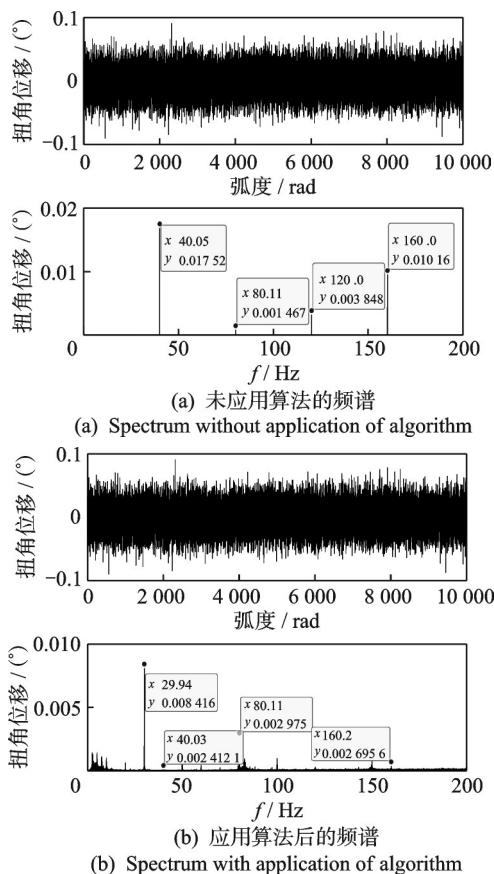 扭角位移 / (°)
0.1
0
−0.1
0 2 000 4 000 6 000 8 000 10 000
弧度 / rad
扭角位移 / (°)
0.02
0.01
0 50 100 150 200
x 40.05
y 0.017 52
x 80.11
y 0.001 467
x 120 .0
y 0.003 848
x 160 .0
y 0.010 16
f / Hz
(a) 未应用算法的频谱
(a) Spectrum without application of algorithm
扭角位移 / (°)
0.1
0
−0.1
0 2 000 4 000 6 000 8 000 10 000
弧度 / rad
扭角位移 / (°)
0.010
0.005
0 50 100 150 200
x 29.94
y 0.008 416
x 40.03
y 0.002 412 1
x 80.11
y 0.002 975
x160.2
y0.002 695 6
f / Hz
(b) 应用算法后的频谱
(b) Spectrum with application of algorithm